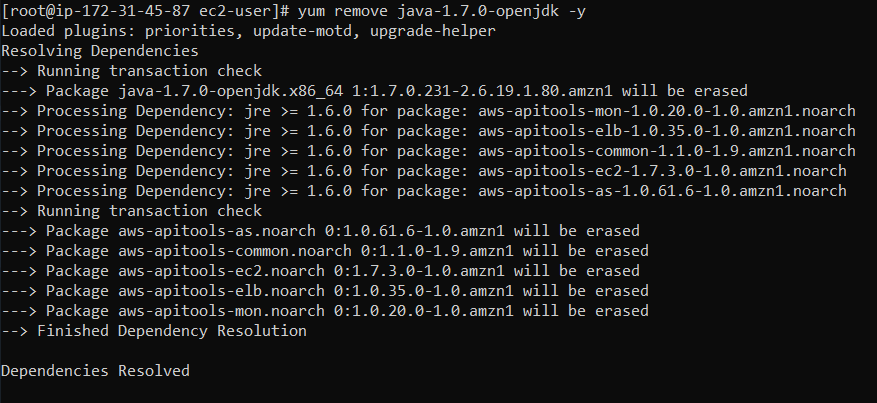 [root@ip-172-31-45-87 ec2-user]# yum remove java-1.7.0-openjdk -y
Loaded plugins: priorities, update-motd, upgrade-helper
Resolving Dependencies
--> Running transaction check
---> Package java-1.7.0-openjdk.x86_64 1:1.7.0.231-2.6.19.1.80.amzn1 will be erased
--> Processing Dependency: jre >= 1.6.0 for package: aws-apitools-mon-1.0.20.0-1.0.amzn1.noarch
--> Processing Dependency: jre >= 1.6.0 for package: aws-apitools-elb-1.0.35.0-1.0.amzn1.noarch
--> Processing Dependency: jre >= 1.6.0 for package: aws-apitools-common-1.1.0-1.9.amzn1.noarch
--> Processing Dependency: jre >= 1.6.0 for package: aws-apitools-ec2-1.7.3.0-1.0.amzn1.noarch
--> Processing Dependency: jre >= 1.6.0 for package: aws-apitools-as-1.0.61.6-1.0.amzn1.noarch
--> Running transaction check
---> Package aws-apitools-as.noarch 0:1.0.61.6-1.0.amzn1 will be erased
---> Package aws-apitools-common.noarch 0:1.1.0-1.9.amzn1 will be erased
---> Package aws-apitools-ec2.noarch 0:1.7.3.0-1.0.amzn1 will be erased
---> Package aws-apitools-elb.noarch 0:1.0.35.0-1.0.amzn1 will be erased
---> Package aws-apitools-mon.noarch 0:1.0.20.0-1.0.amzn1 will be erased
--> Finished Dependency Resolution
Dependencies Resolved